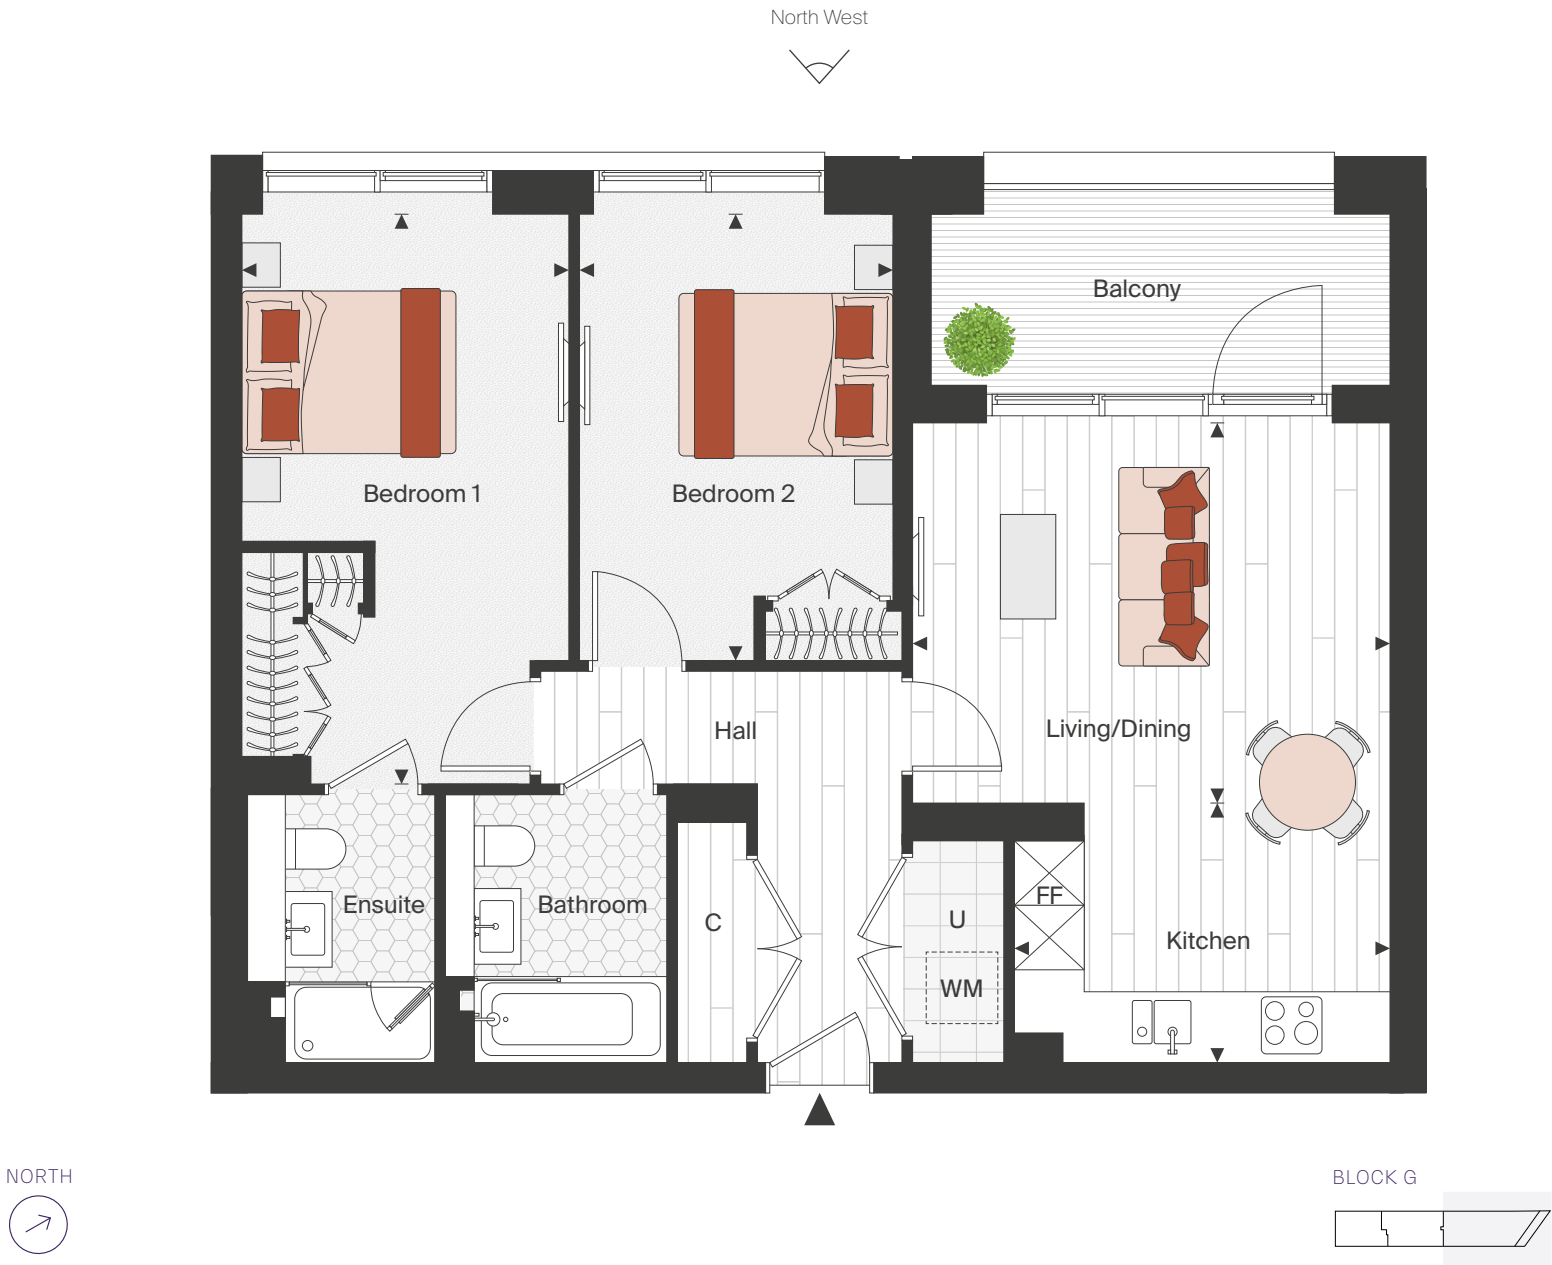 North West
Balcony
Bedroom 1
Bedroom 2
Hall
Living/Dining
FF
Ensuite
Bathroom
C
U
Kitchen
WM
NORTH
BLOCK G